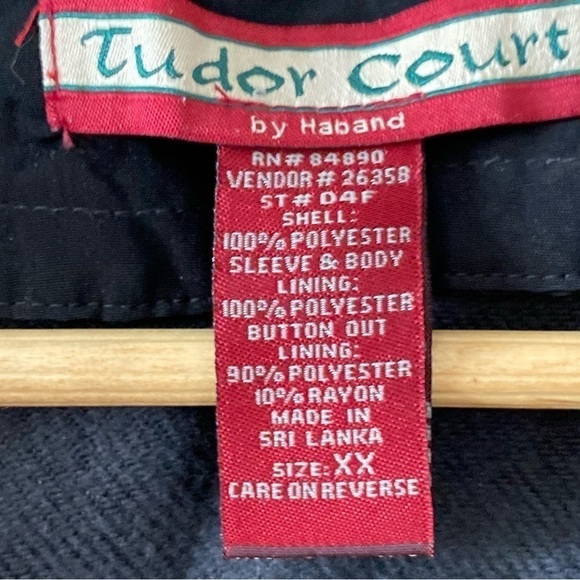 Tudor Court
by Haband
RN# 84890
VENDOR# 26358
ST# 04F
SHELL:
100% POLYESTER
SLEEVE & BODY
LINING:
100% POLYESTER
BUTTON OUT
LINING:
90% POLYESTER
10% RAYON
MADE IN
SRI LANKA
SIZE: XX
CARE ON REVERSE